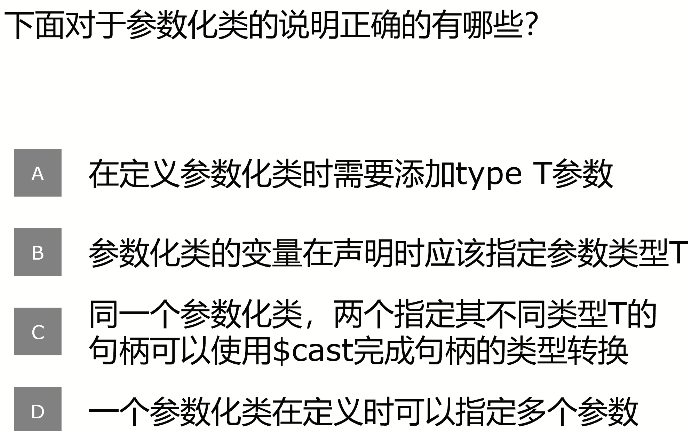 下面对于参数化类的说明正确的有哪些？
A 在定义参数化类时需要添加type T参数
B 参数化类的变量在声明时应该指定参数类型T
C 同一个参数化类，两个指定其不同类型T的
句柄可以使用$cast完成句柄的类型转换
D 一个参数化类在定义时可以指定多个参数